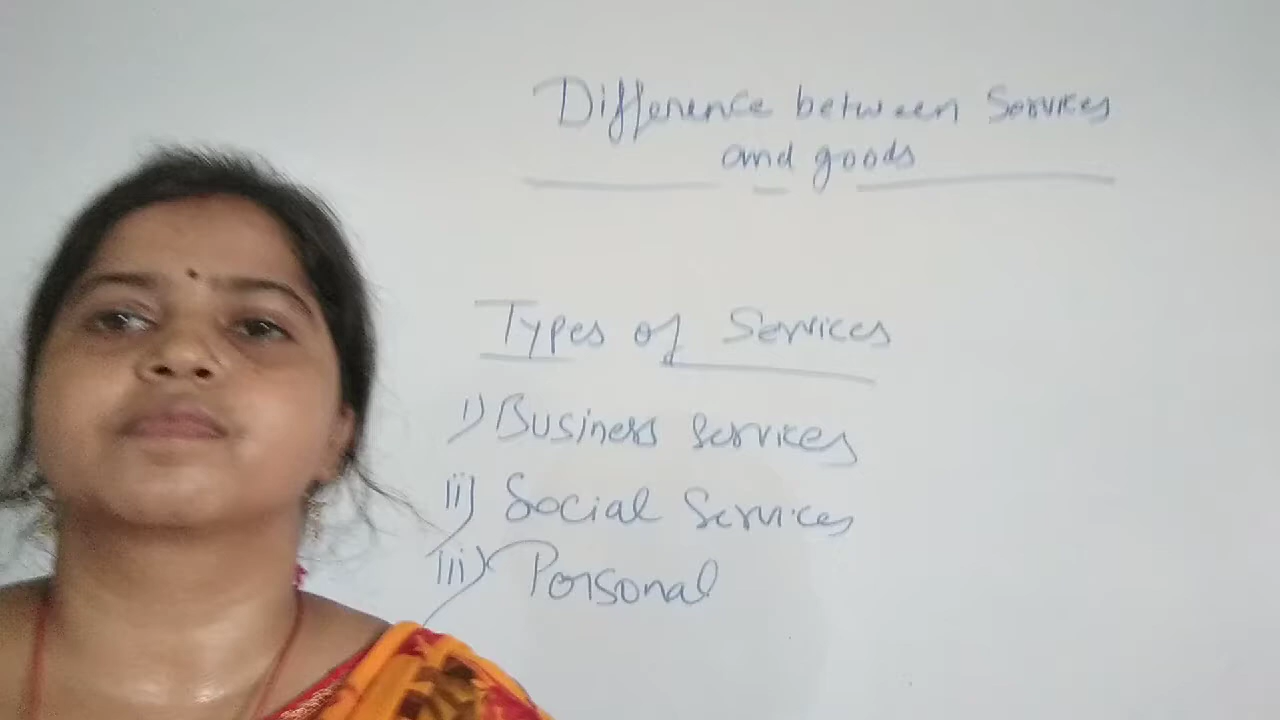 Difference between Services
and goods
Types of Services
i) Business services
ii) Social Services
iii) Personal